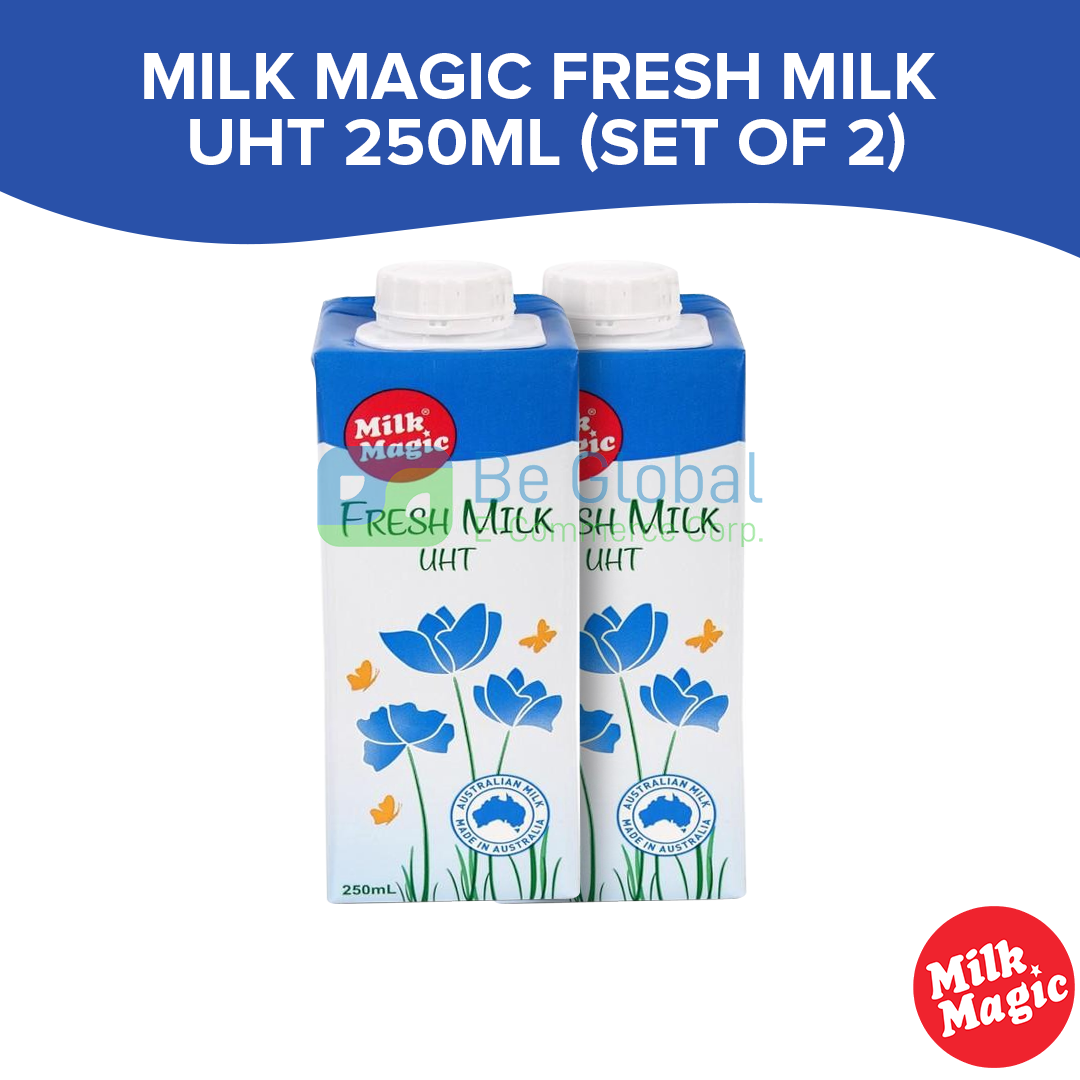 MILK MAGIC FRESH MILK
UHT 250ML (SET OF 2)
Milk®
Magic
k®
gic
Be Global
E-Commerce Corp.
FRESH MILK
SH MILK
UHT
UHT
AUSTRALIAN MILK
MADE IN AUSTRALIA
AUSTRALIAN MILK
MADE IN AUSTRALIA
250mL
Milk
Magic